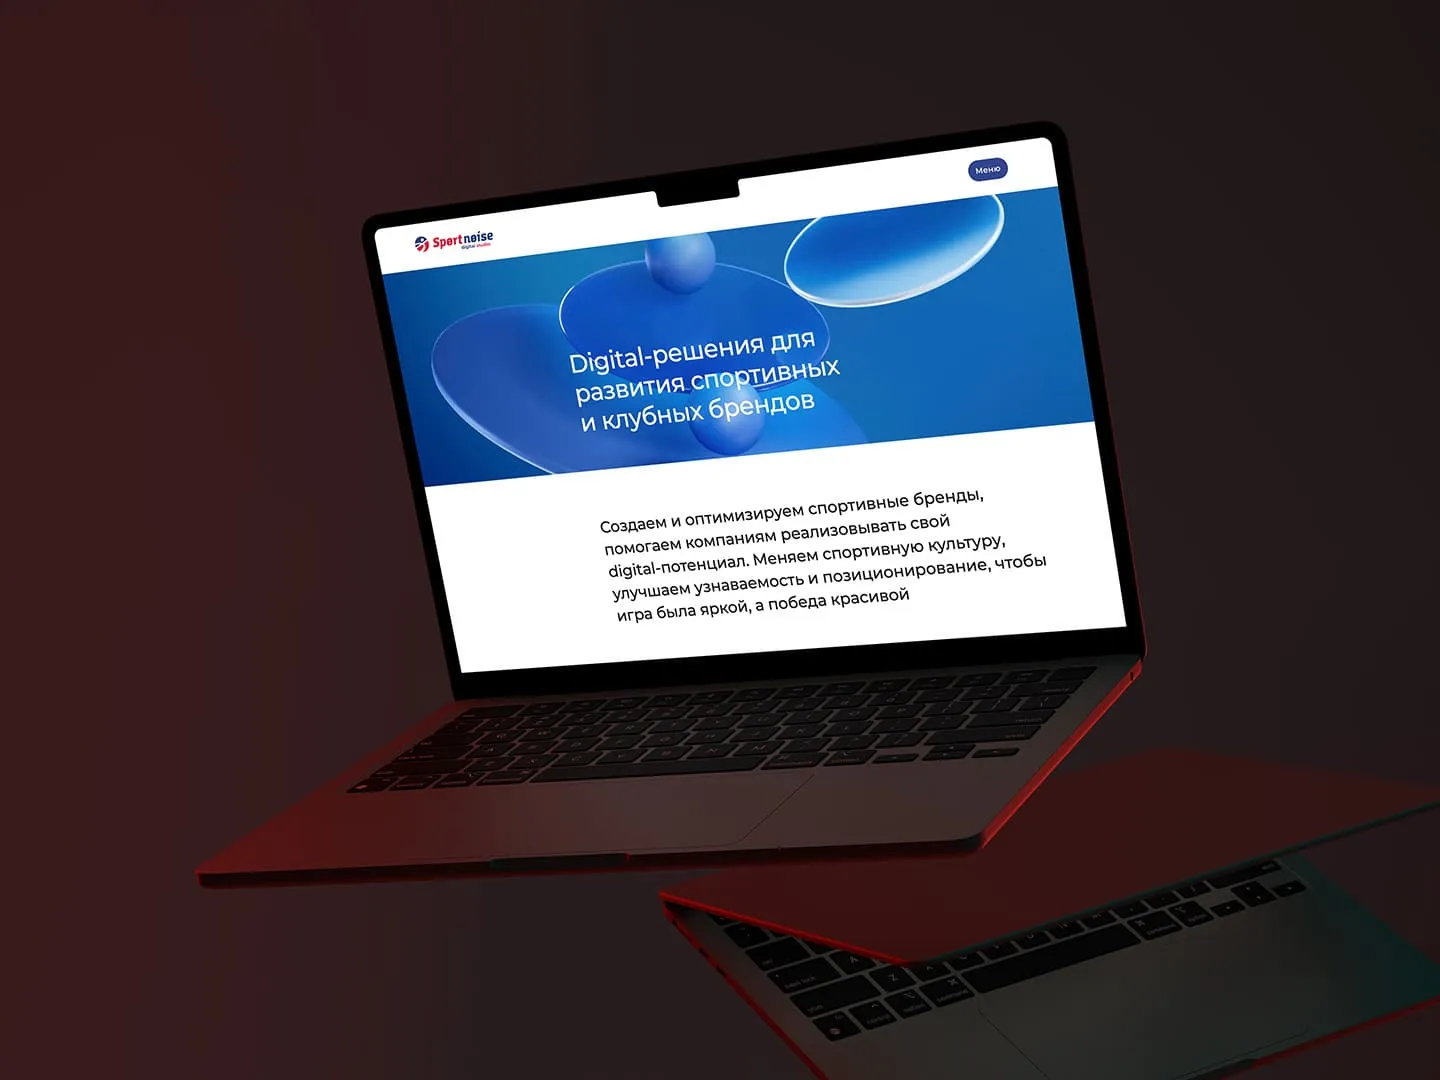 Меню
Sportnoise
digital studios
Digital-решения для
развития спортивных
и клубных брендов
Создаем и оптимизируем спортивные бренды,
помогаем компаниям реализовывать свой
digital-потенциал. Меняем спортивную культуру,
улучшаем узнаваемость и позиционирование, чтобы
игра была яркой, а победа красивой